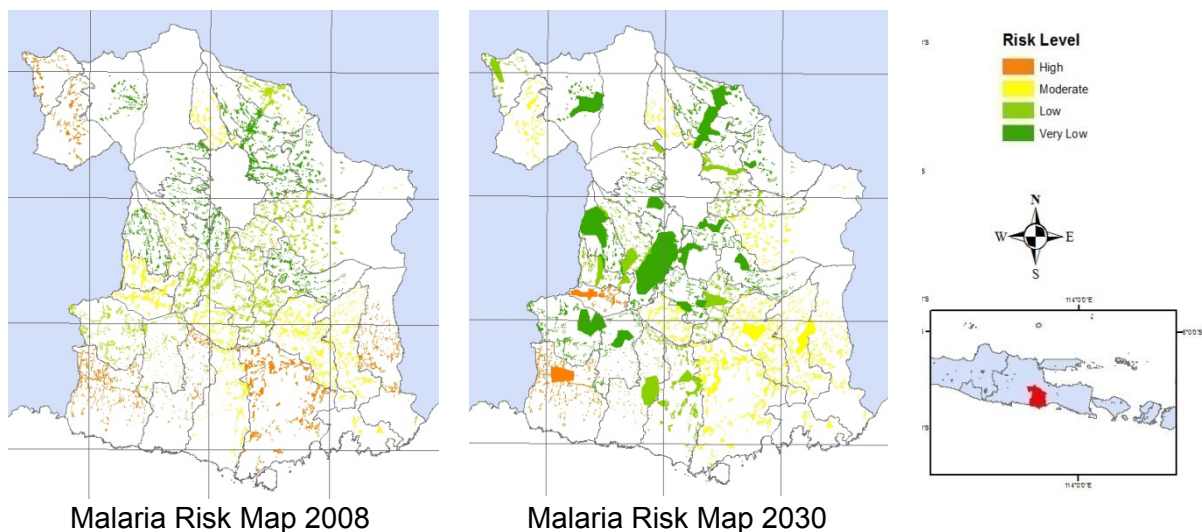 Risk Level
High
Moderate
Low
Very Low
N
W E
S
114°0'0"E
114°0'0"E
Malaria Risk Map 2008
Malaria Risk Map 2030